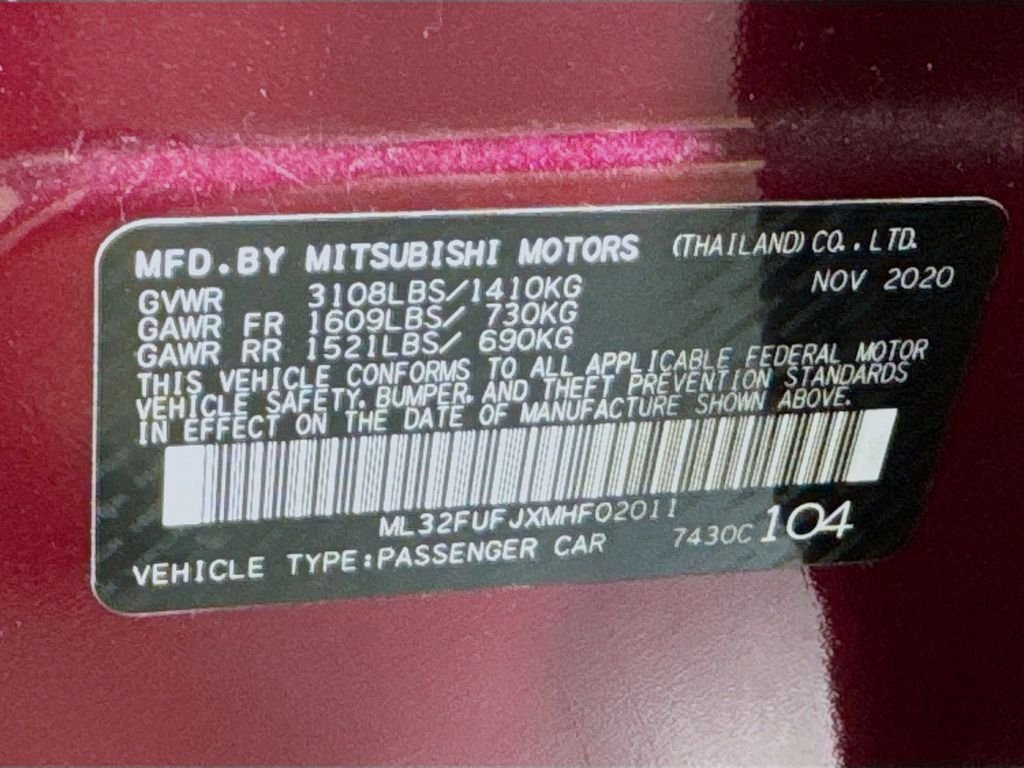 MFD.BY MITSUBISHI MOTORS (THAILAND) CO.,LTD.
GVWR 3108LBS/1410KG NOV 2020
GAWR FR 1609LBS/ 730KG
GAWR RR 1521LBS/ 690KG
THIS VEHICLE CONFORMS TO ALL APPLICABLE FEDERAL MOTOR
VEHICLE SAFETY, BUMPER, AND THEFT PREVENTION STANDARDS
IN EFFECT ON THE DATE OF MANUFACTURE SHOWN ABOVE.
ML32FUFJXMHF02011
7430C 104
VEHICLE TYPE:PASSENGER CAR